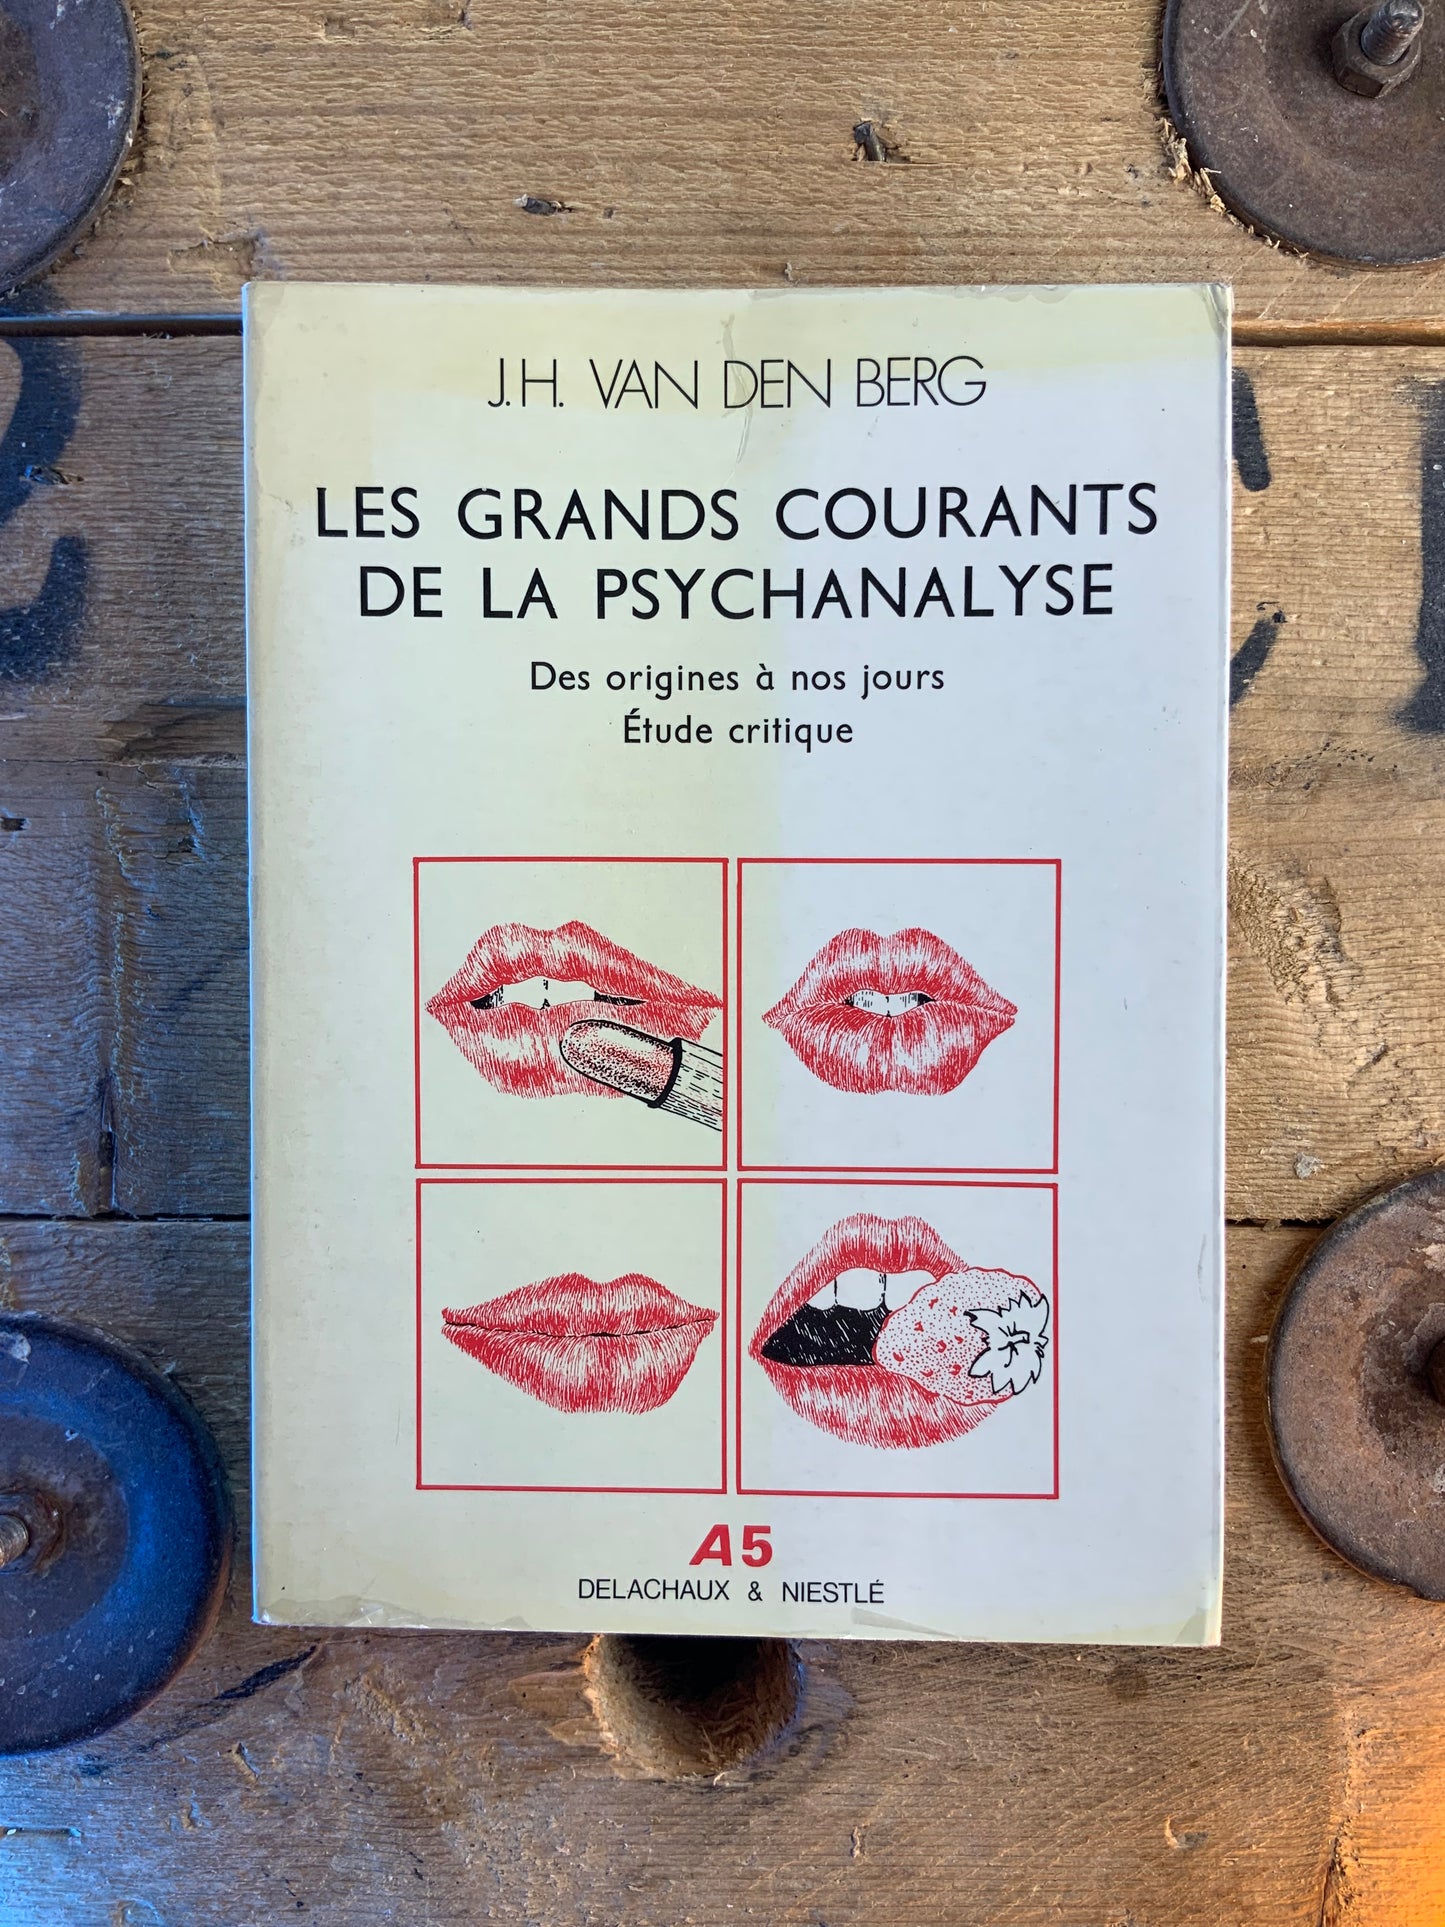 J.H. VAN DEN BERG
LES GRANDS COURANTS
DE LA PSYCHANALYSE
Des origines à nos jours
Étude critique
A5
DELACHAUX & NIESTLÉ